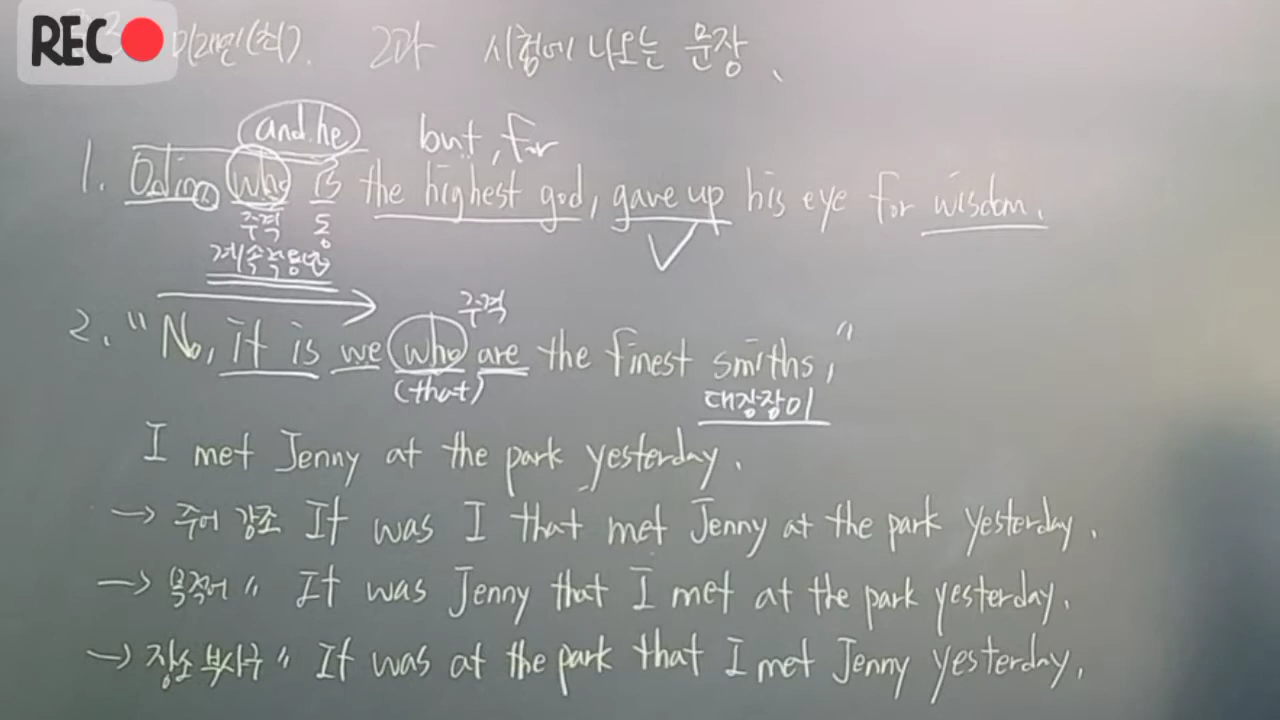 REC
미래엔(최). 2과 시험에 나오는 문장.
and he but, for
1. Odin, who is the highest god, gave up his eye for wisdom.
주격 동
계속적용법
주격
2. "No, it is we who are the finest smiths,"
(that) 대장장이
I met Jenny at the park yesterday.
→ 주어 강조 It was I that met Jenny at the park yesterday.
→ 목적어 〃 It was Jenny that I met at the park yesterday.
→ 장소 부사구 〃 It was at the park that I met Jenny yesterday.